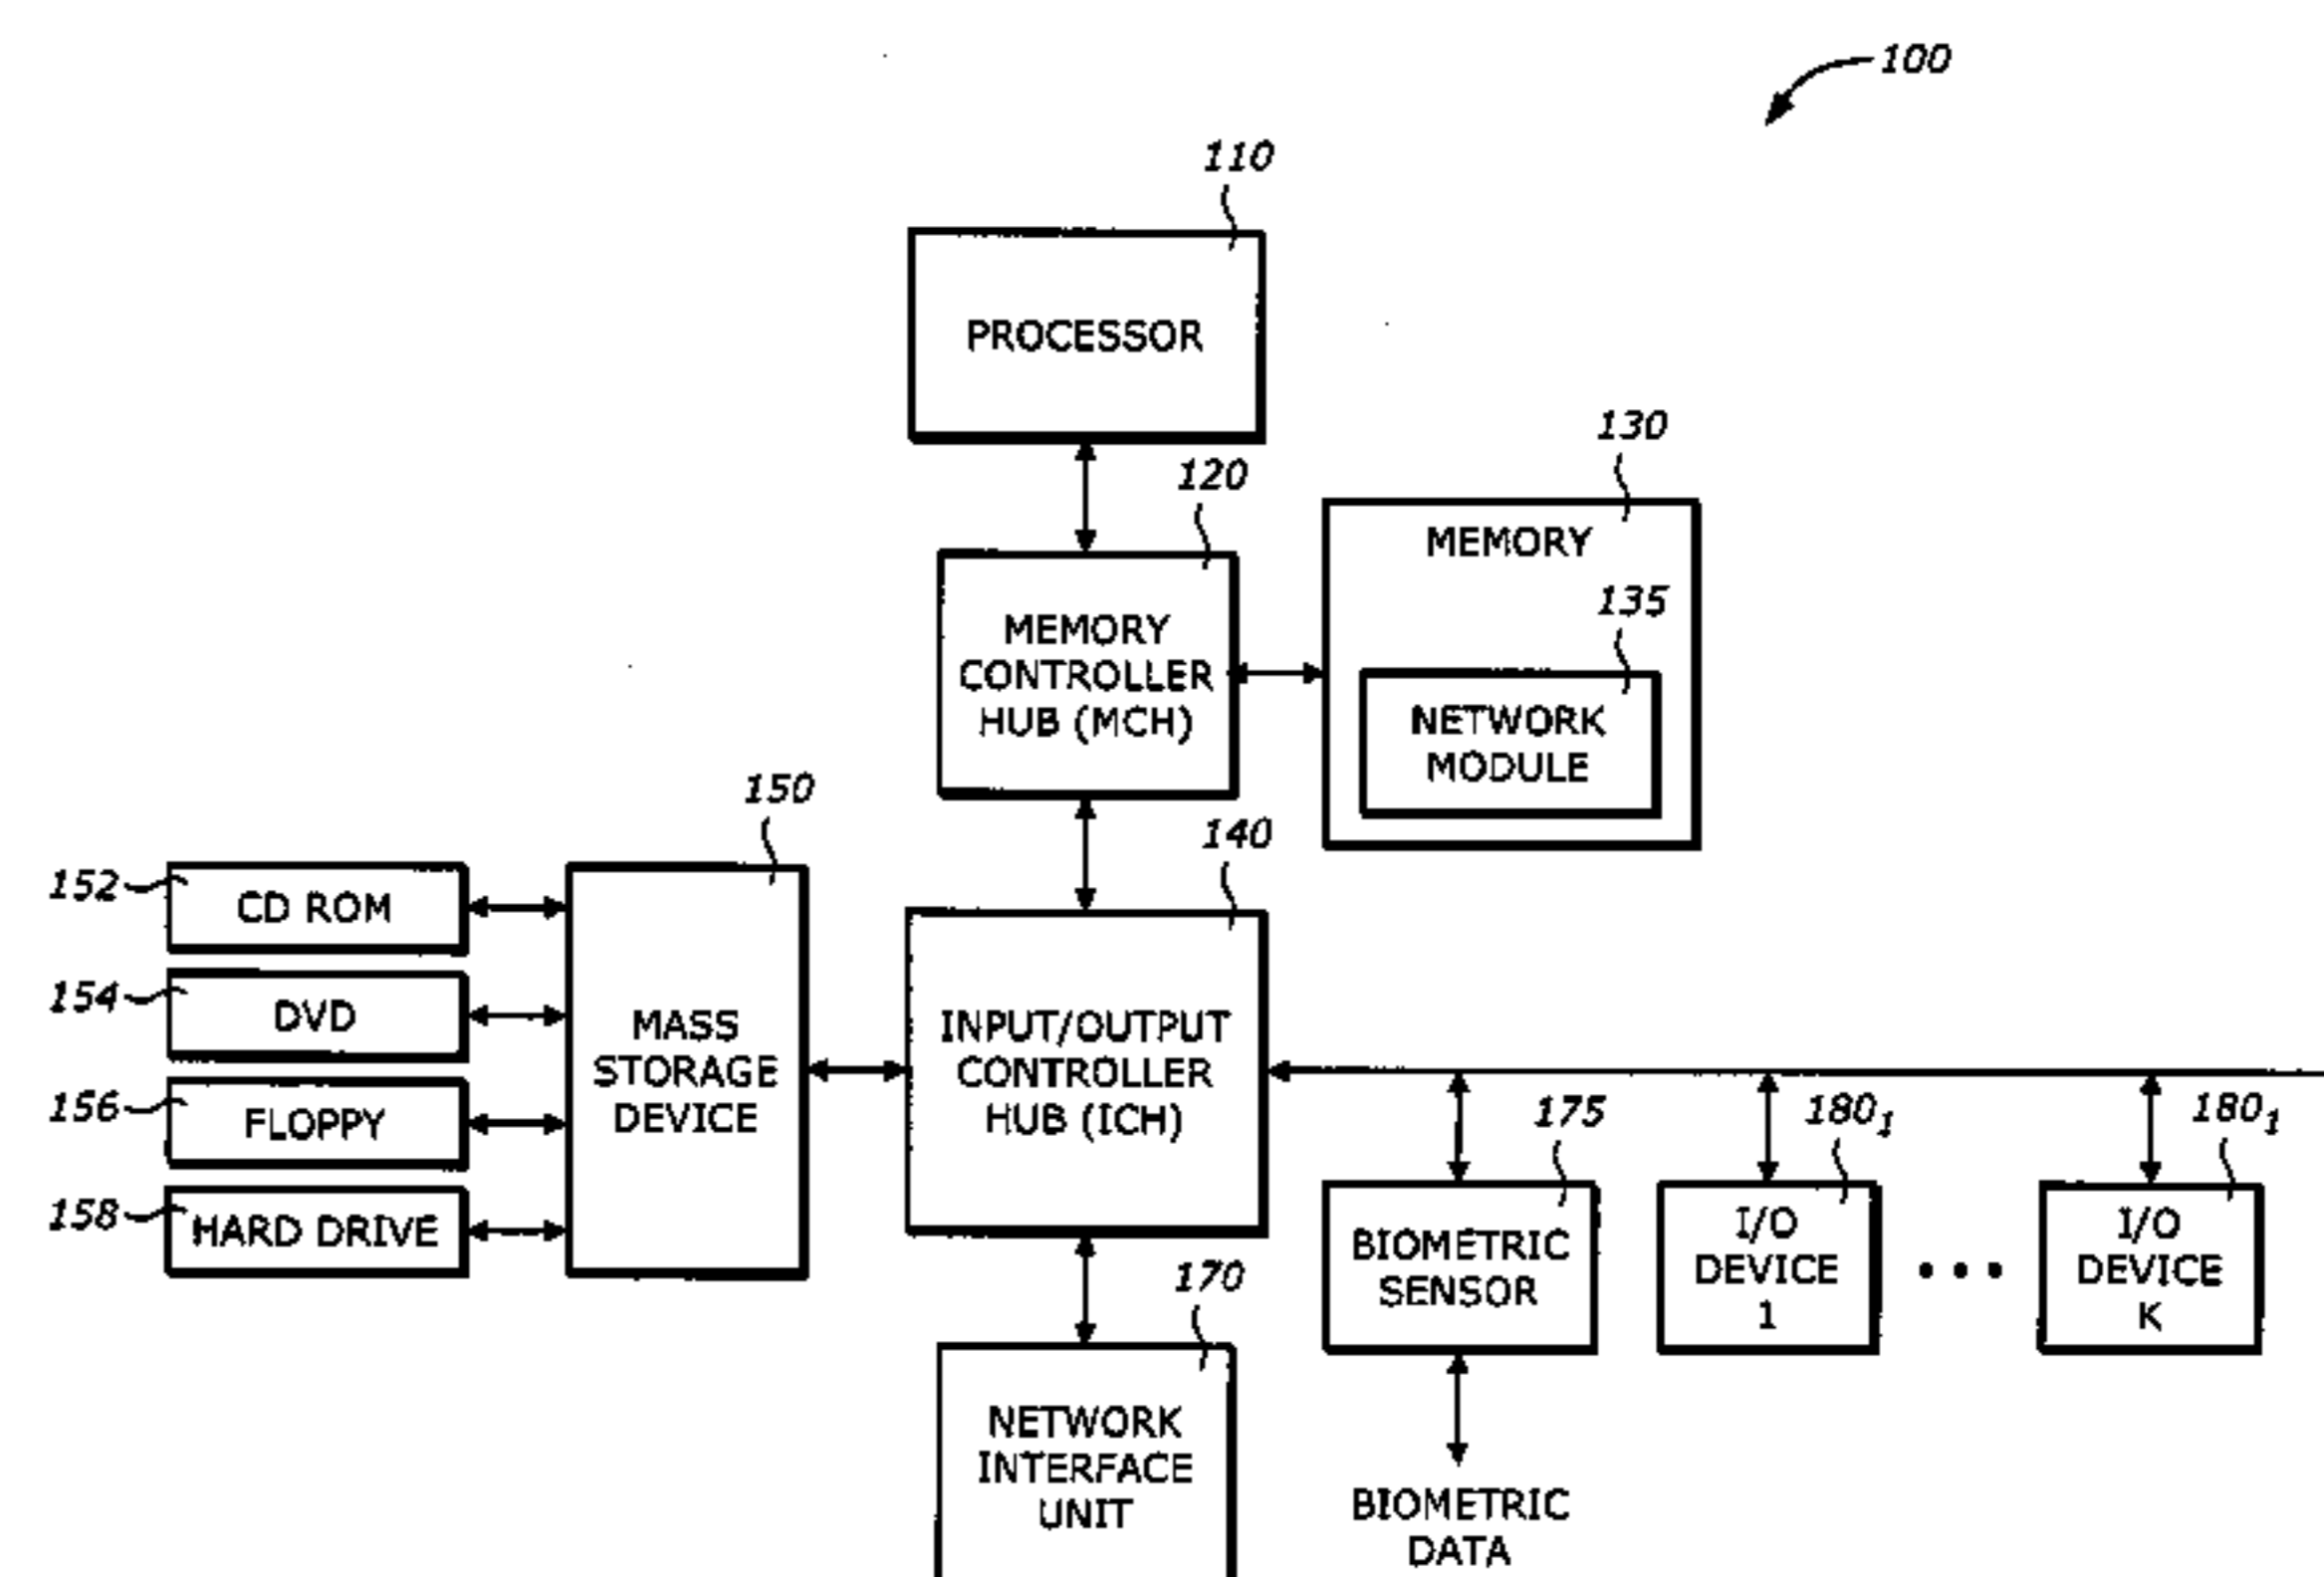 100
110
PROCESSOR
120
130
MEMORY
135
MEMORY
CONTROLLER
HUB (MCH)
NETWORK
MODULE
150
140
152
CD ROM
154
DVD
156
FLOPPY
158
HARD DRIVE
MASS
STORAGE
DEVICE
INPUT/OUTPUT
CONTROLLER
HUB (ICH)
175
180₁
180₁
BIOMETRIC
SENSOR
I/O
DEVICE
1
•••
I/O
DEVICE
K
170
NETWORK
INTERFACE
UNIT
BIOMETRIC
DATA